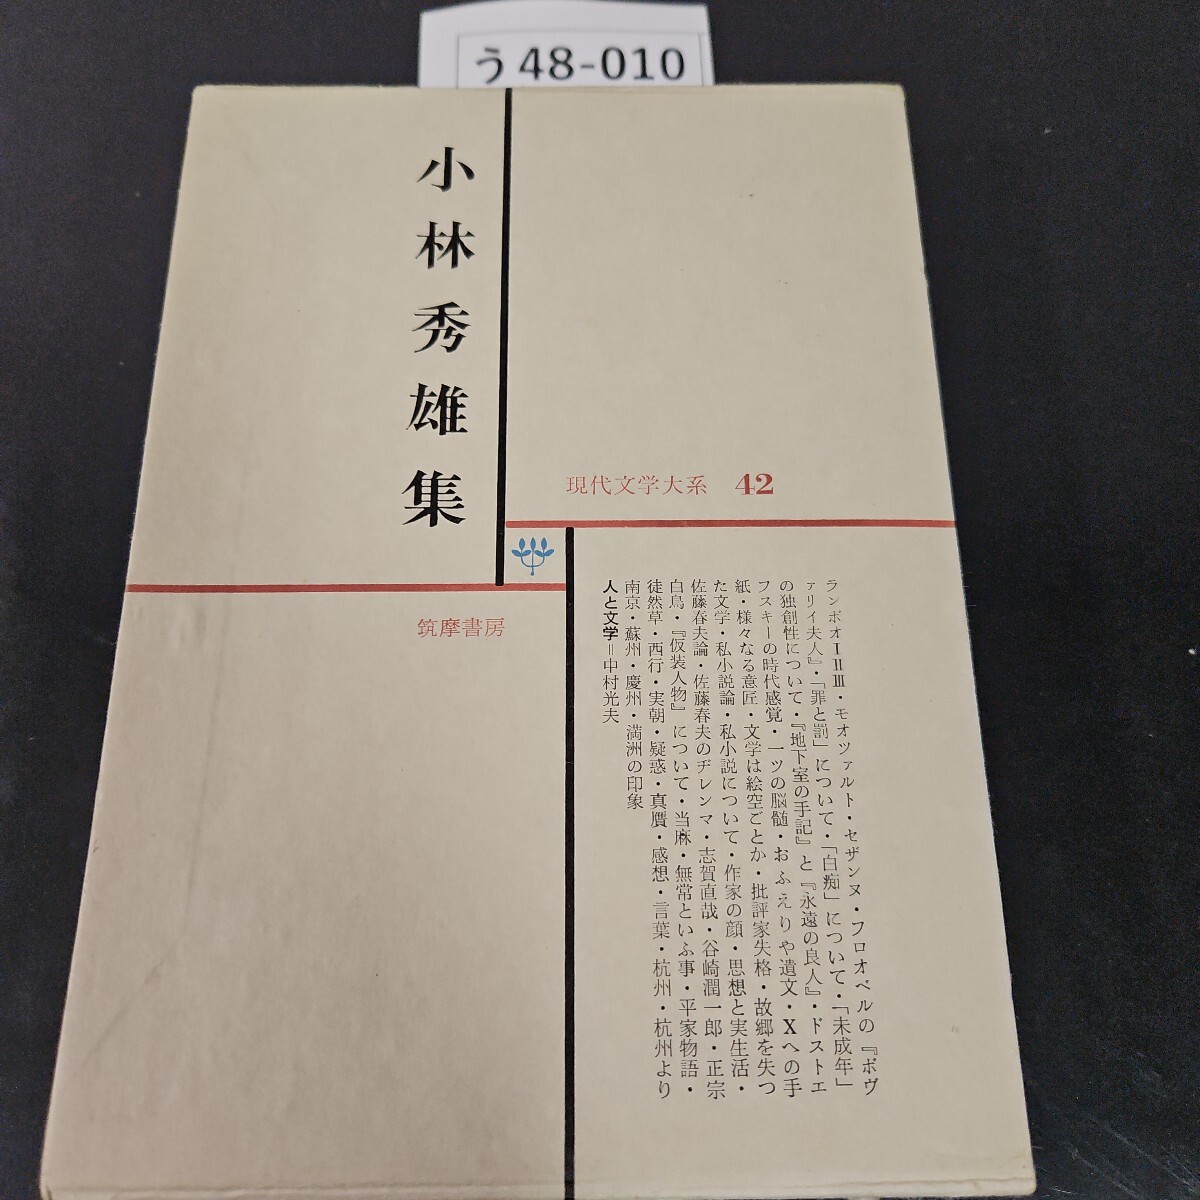 う48-010
小林秀雄集
現代文学大系 42
筑摩書房
ランボオⅠⅡⅢ・モオツァルト・セザンヌ・フロオベルの『ボヴ
ァリイ夫人』・「罪と罰」について・「白痴」について・「未成年」
の独創性について・『地下室の手記』と『永遠の良人』・ドストエ
フスキーの時代感覚・一ツの脳髄・おふえりや遺文・Xへの手
紙・様々なる意匠・文学は絵空ごとか・批評家失格・故郷を失つ
た文学・私小説論・私小説について・作家の顔・思想と実生活・
佐藤春夫論・佐藤春夫のヂレンマ・志賀直哉・谷崎潤一郎・正宗
白鳥・『仮装人物』について・当麻・無常といふ事・平家物語・
徒然草・西行・実朝・疑惑・真贋・感想・言葉・杭州・杭州より
南京・蘇州・慶州・満洲の印象
人と文学=中村光夫